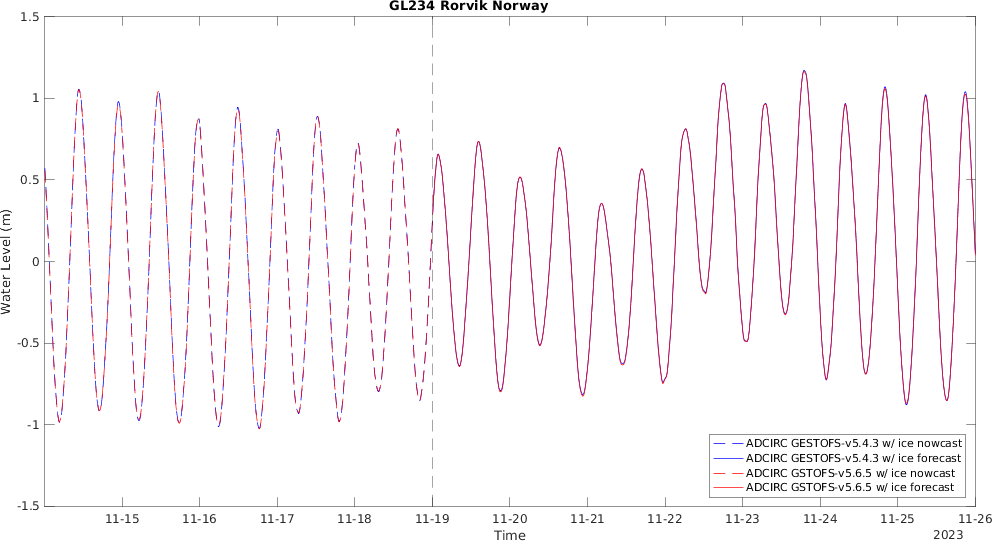 GL234 Rorvik Norway
1.5
1
0.5
0
-0.5
-1
-1.5
Water Level (m)
ADCIRC GESTOFS-v5.4.3 w/ ice nowcast
ADCIRC GESTOFS-v5.4.3 w/ ice forecast
ADCIRC GSTOFS-v5.6.5 w/ ice nowcast
ADCIRC GSTOFS-v5.6.5 w/ ice forecast
11-15 11-16 11-17 11-18 11-19 11-20 11-21 11-22 11-23 11-24 11-25 11-26
Time
2023